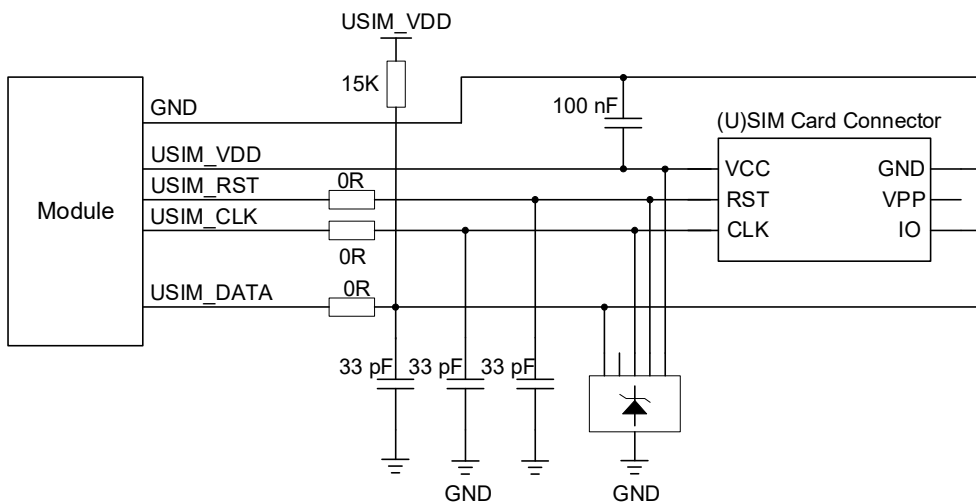 USIM_VDD
15K
GND
100 nF
(U)SIM Card Connector
USIM_VDD
VCC
GND
USIM_RST
0R
RST
VPP
Module
USIM_CLK
CLK
IO
0R
USIM_DATA
0R
33 pF
33 pF
33 pF
GND
GND